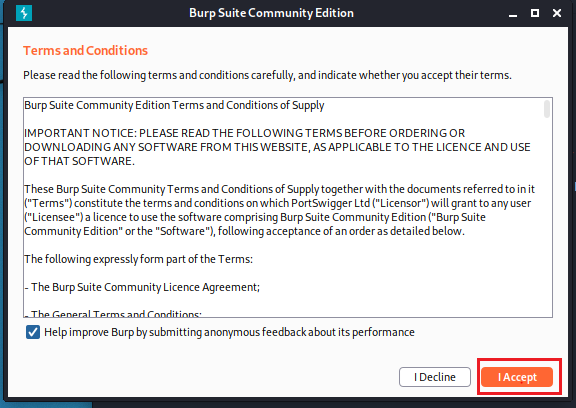 Burp Suite Community Edition
Terms and Conditions
Please read the following terms and conditions carefully, and indicate whether you accept their terms.
Burp Suite Community Edition Terms and Conditions of Supply
IMPORTANT NOTICE: PLEASE READ THE FOLLOWING TERMS BEFORE ORDERING OR
DOWNLOADING ANY SOFTWARE FROM THIS WEBSITE, AS APPLICABLE TO THE LICENCE AND USE
OF THAT SOFTWARE.
These Burp Suite Community Terms and Conditions of Supply together with the documents referred to in it
("Terms") constitute the terms and conditions on which PortSwigger Ltd ("Licensor") will grant to any user
("Licensee") a licence to use the software comprising Burp Suite Community Edition ("Burp Suite
Community Edition" or the "Software"), following acceptance of an order as detailed below.
The following expressly form part of the Terms:
- The Burp Suite Community Licence Agreement;
- The General Terms and Conditions;
Help improve Burp by submitting anonymous feedback about its performance
I Decline
I Accept